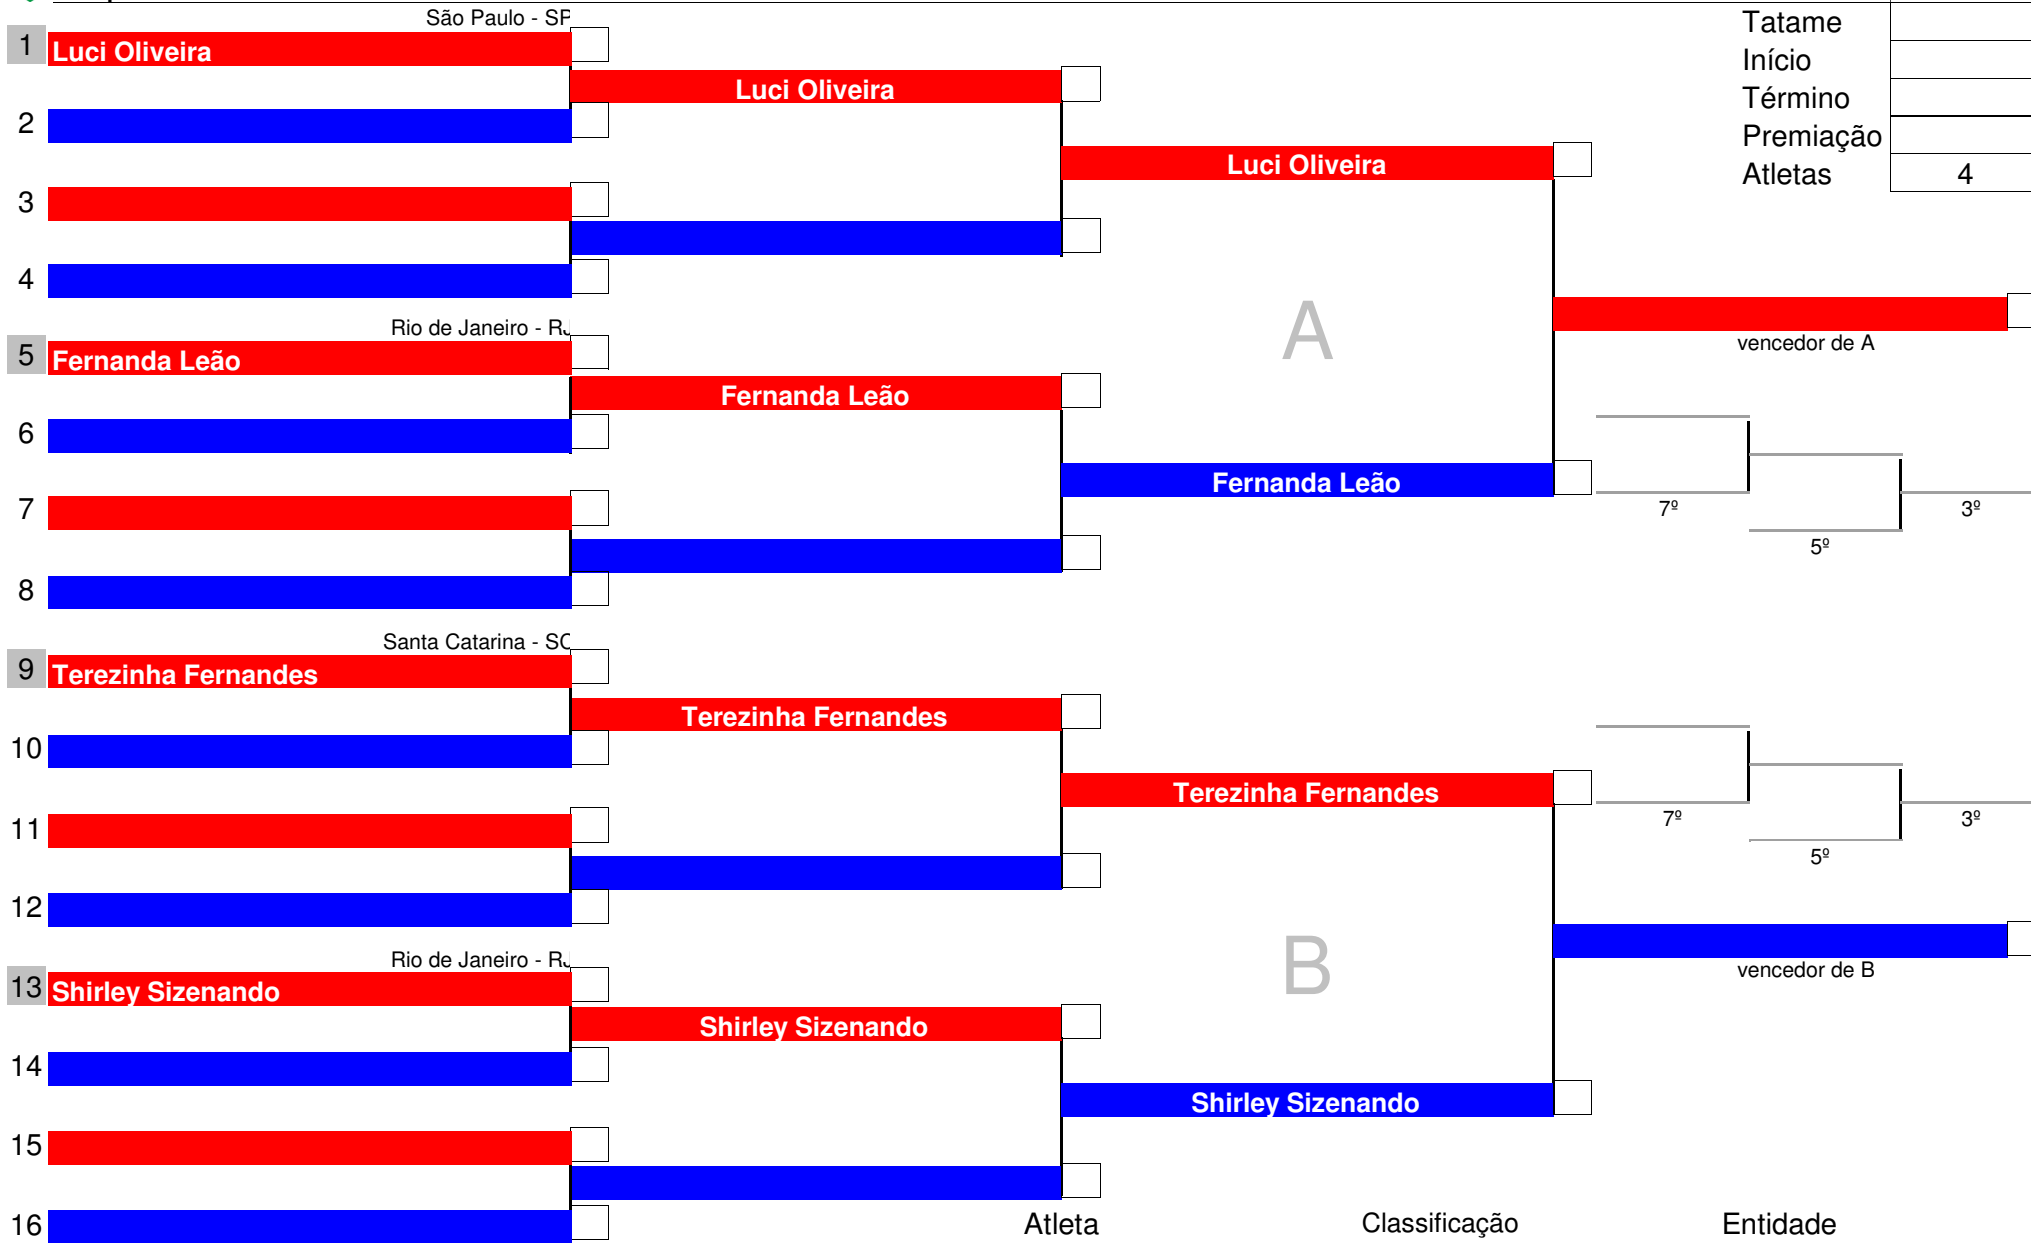 São Paulo - SP
1 Luci Oliveira
Luci Oliveira
2
Luci Oliveira
3
4
Rio de Janeiro - RJ
5 Fernanda Leão
Fernanda Leão
6
Fernanda Leão
7
8
A
vencedor de A
7º
5º
3º
Santa Catarina - SC
9 Terezinha Fernandes
Terezinha Fernandes
10
Terezinha Fernandes
11
12
Rio de Janeiro - RJ
13 Shirley Sizenando
Shirley Sizenando
14
Shirley Sizenando
15
16
B
7º
5º
3º
vencedor de B
Tatame
Início
Término
Premiação
Atletas 4
Atleta Classificação Entidade